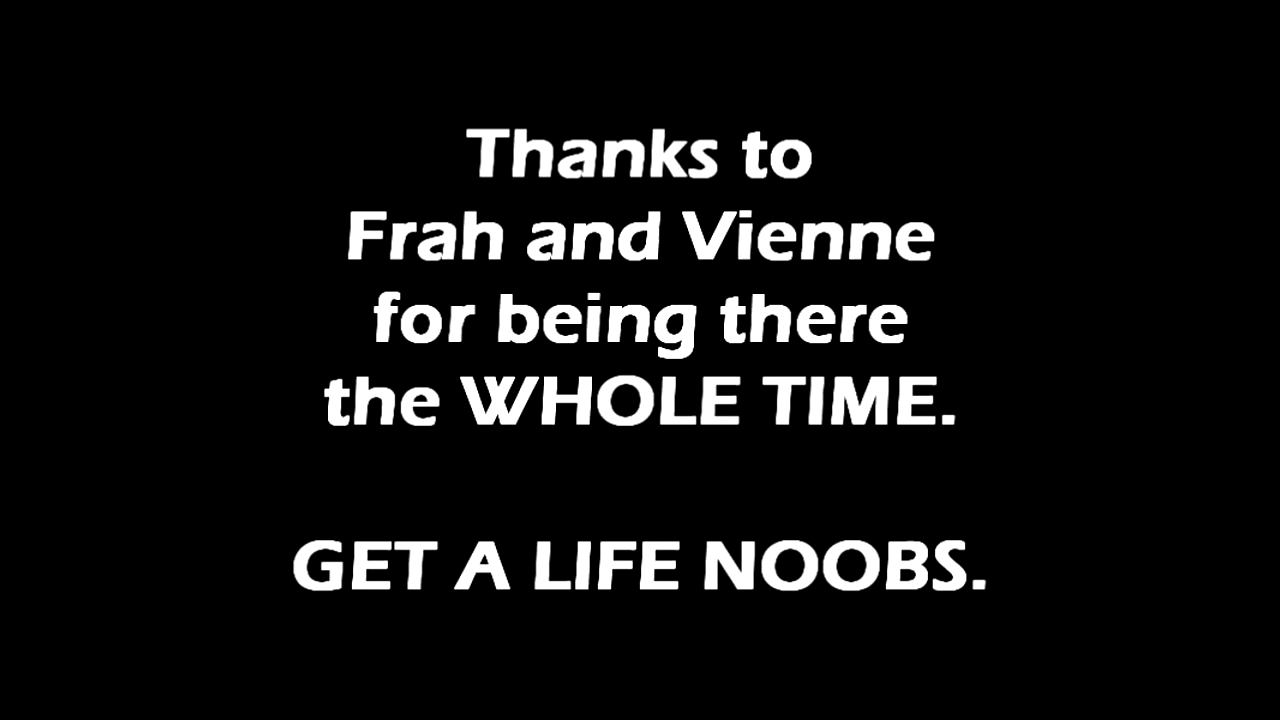 Thanks to
Frah and Vienne
for being there
the WHOLE TIME.
GET A LIFE NOOBS.